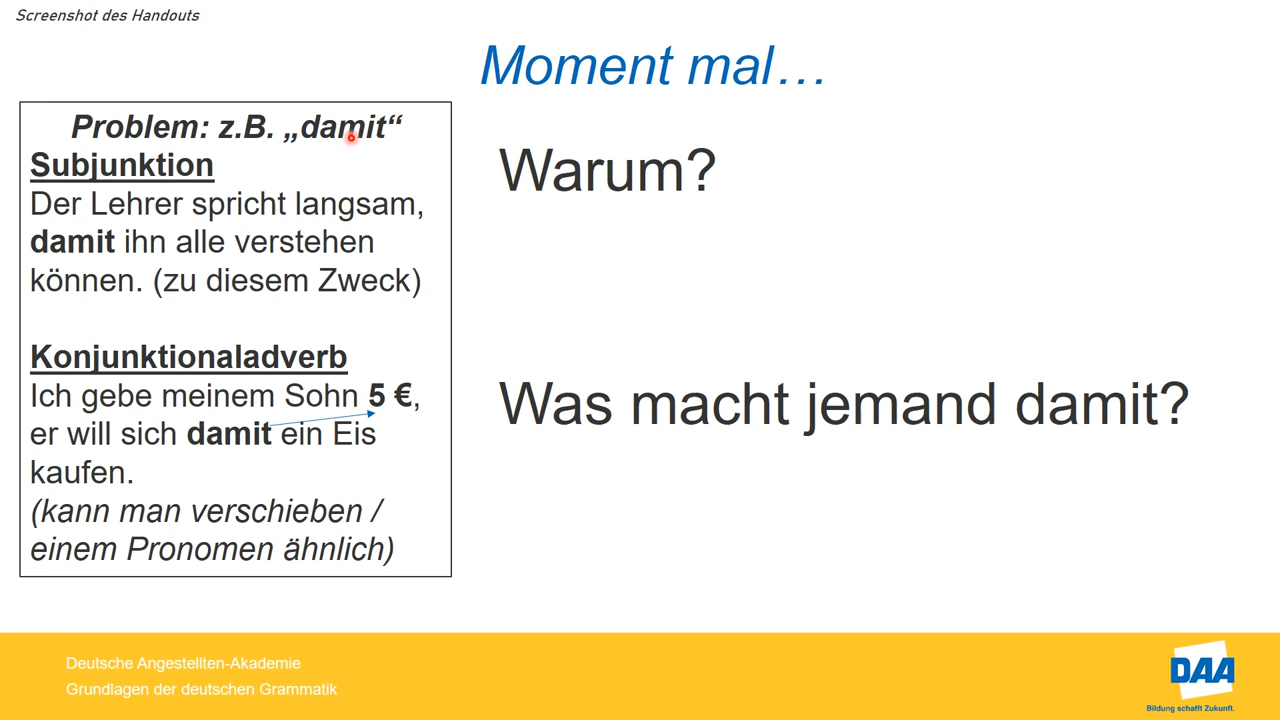 Screenshot des Handouts
Moment mal…
Problem: z.B. „damit“
Subjunktion
Der Lehrer spricht langsam,
damit ihn alle verstehen
können. (zu diesem Zweck)
Konjunktionaladverb
Ich gebe meinem Sohn 5 €,
er will sich damit ein Eis
kaufen.
(kann man verschieben /
einem Pronomen ähnlich)
Warum?
Was macht jemand damit?
Deutsche Angestellten-Akademie
Grundlagen der deutschen Grammatik
DAA
Bildung schafft Zukunft.